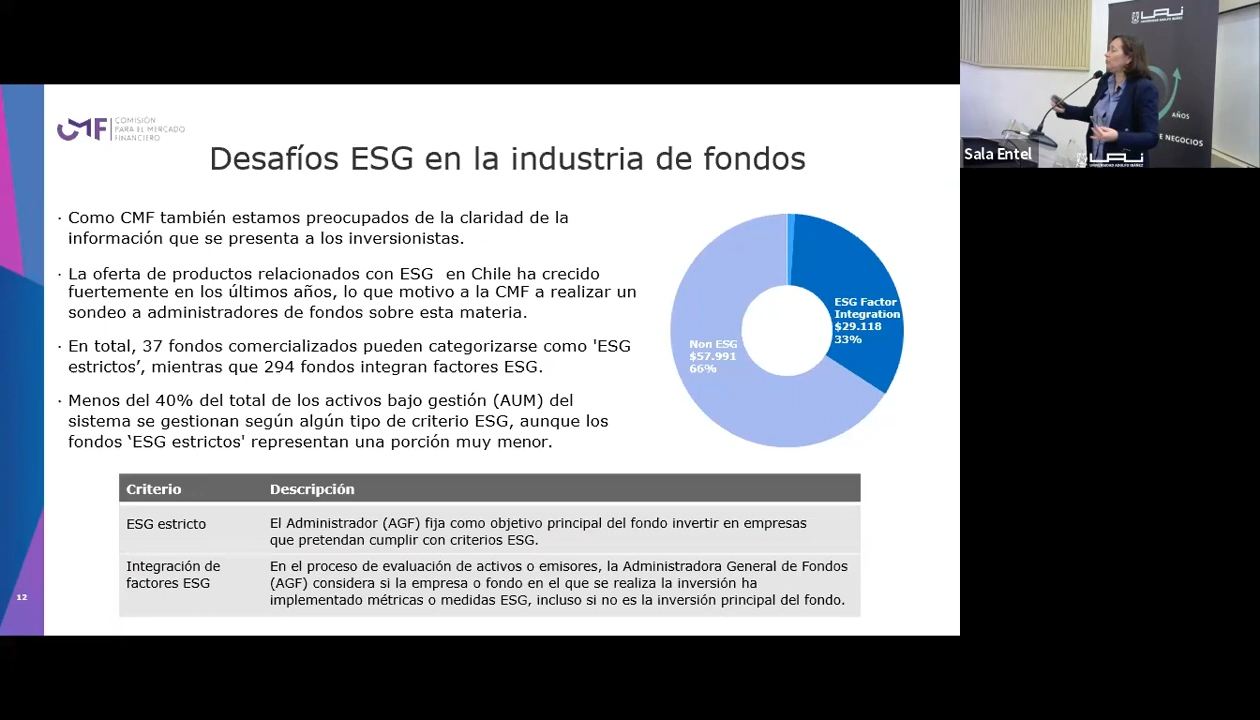 CMF
COMISIÓN
PARA EL MERCADO
FINANCIERO
Desafíos ESG en la industria de fondos
· Como CMF también estamos preocupados de la claridad de la
información que se presenta a los inversionistas.
· La oferta de productos relacionados con ESG en Chile ha crecido
fuertemente en los últimos años, lo que motivo a la CMF a realizar un
sondeo a administradores de fondos sobre esta materia.
· En total, 37 fondos comercializados pueden categorizarse como 'ESG
estrictos’, mientras que 294 fondos integran factores ESG.
· Menos del 40% del total de los activos bajo gestión (AUM) del
sistema se gestionan según algún tipo de criterio ESG, aunque los
fondos ‘ESG estrictos' representan una porción muy menor.
ESG Factor
Integration
$29.118
33%
Non ESG
$57.991
66%
Criterio Descripción
ESG estricto
El Administrador (AGF) fija como objetivo principal del fondo invertir en empresas
que pretendan cumplir con criterios ESG.
Integración de
factores ESG
En el proceso de evaluación de activos o emisores, la Administradora General de Fondos
(AGF) considera si la empresa o fondo en el que se realiza la inversión ha
implementado métricas o medidas ESG, incluso si no es la inversión principal del fondo.
12
UAI
UNIVERSIDAD ADOLFO IBÁÑEZ
AÑOS
E NEGOCIOS
Sala Entel
UAI
UNIVERSIDAD ADOLFO IBÁÑEZ